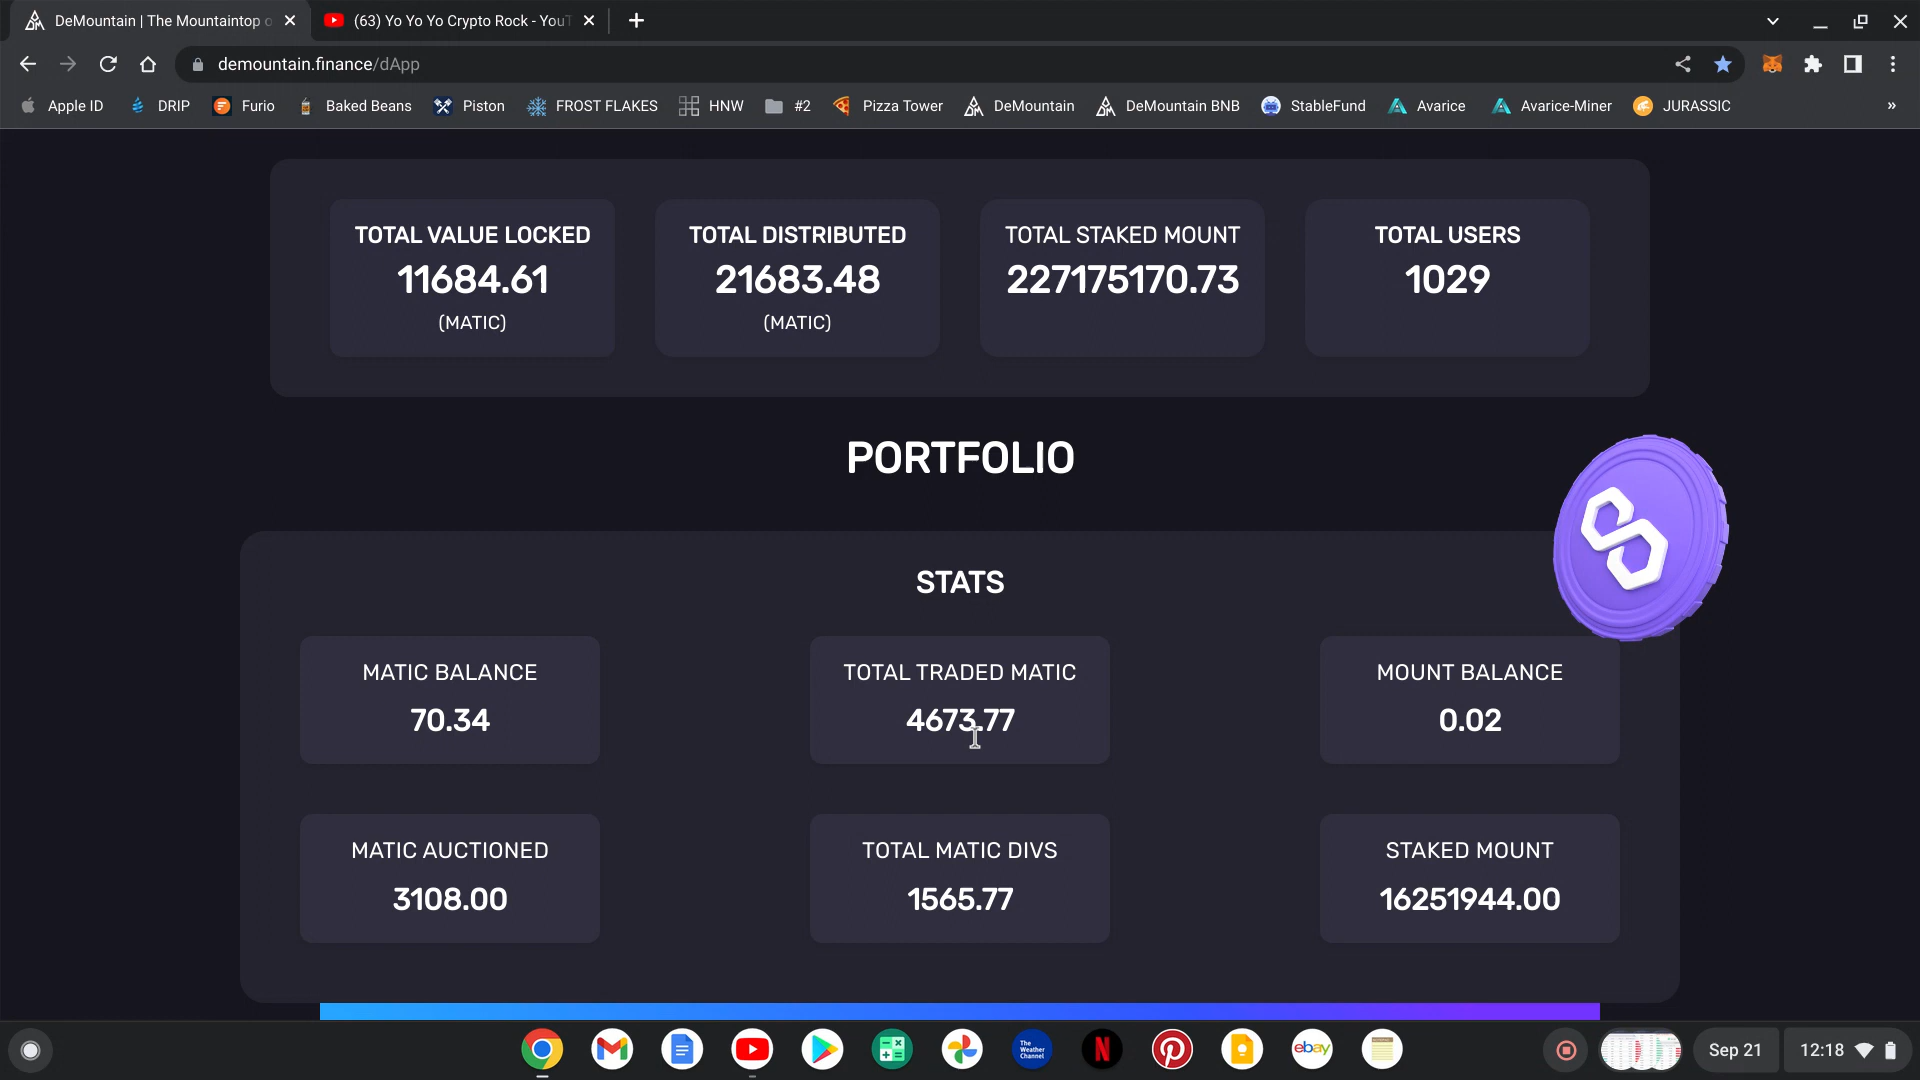 DeMountain | The Mountaintop o
(63) Yo Yo Yo Crypto Rock - YouT
demountain.finance/dApp
Apple ID
DRIP
Furio
Baked Beans
Piston
FROST FLAKES
HNW
#2
Pizza Tower
DeMountain
DeMountain BNB
StableFund
Avarice
Avarice-Miner
JURASSIC
»
TOTAL VALUE LOCKED
11684.61
(MATIC)
TOTAL DISTRIBUTED
21683.48
(MATIC)
TOTAL STAKED MOUNT
227175170.73
TOTAL USERS
1029
PORTFOLIO
STATS
MATIC BALANCE
70.34
TOTAL TRADED MATIC
4673.77
MOUNT BALANCE
0.02
MATIC AUCTIONED
3108.00
TOTAL MATIC DIVS
1565.77
STAKED MOUNT
16251944.00
The
Weather
Channel
N
ebay
Sep 21
12:18